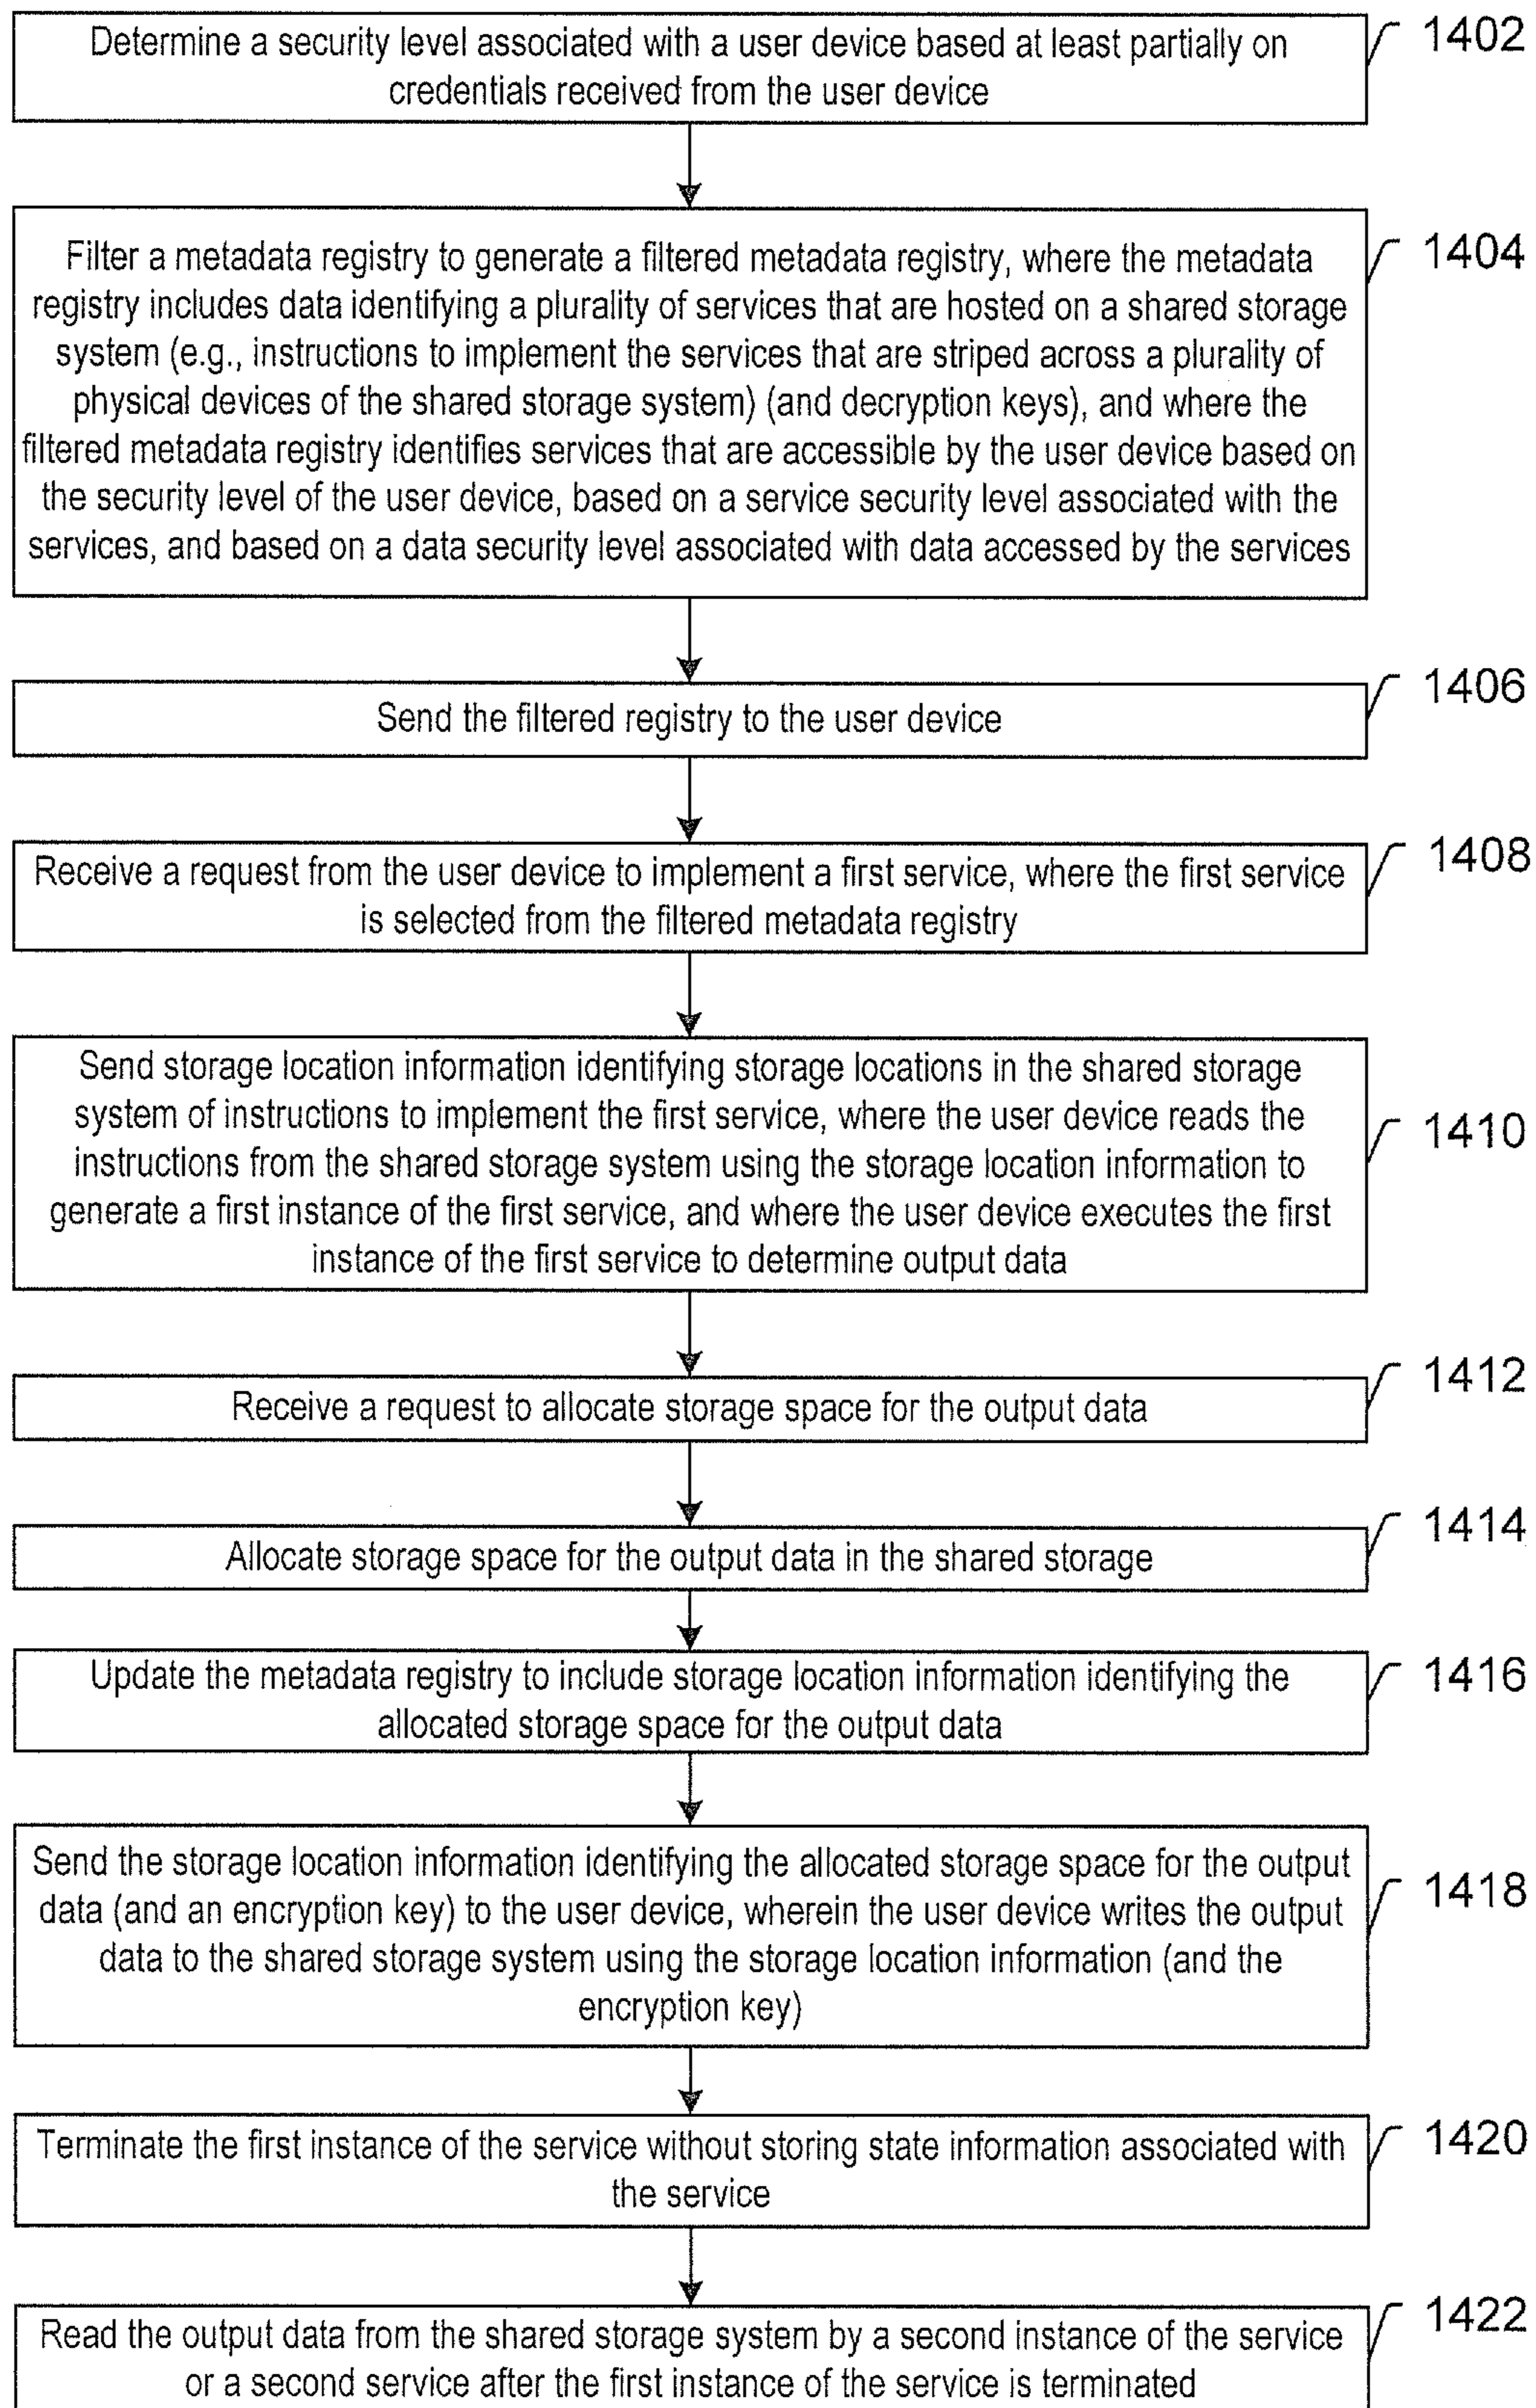 Determine a security level associated with a user device based at least partially on
credentials received from the user device
1402
Filter a metadata registry to generate a filtered metadata registry, where the metadata
registry includes data identifying a plurality of services that are hosted on a shared storage
system (e.g., instructions to implement the services that are striped across a plurality of
physical devices of the shared storage system) (and decryption keys), and where the
filtered metadata registry identifies services that are accessible by the user device based on
the security level of the user device, based on a service security level associated with the
services, and based on a data security level associated with data accessed by the services
1404
Send the filtered registry to the user device
1406
Receive a request from the user device to implement a first service, where the first service
is selected from the filtered metadata registry
1408
Send storage location information identifying storage locations in the shared storage
system of instructions to implement the first service, where the user device reads the
instructions from the shared storage system using the storage location information to
generate a first instance of the first service, and where the user device executes the first
instance of the first service to determine output data
1410
Receive a request to allocate storage space for the output data
1412
Allocate storage space for the output data in the shared storage
1414
Update the metadata registry to include storage location information identifying the
allocated storage space for the output data
1416
Send the storage location information identifying the allocated storage space for the output
data (and an encryption key) to the user device, wherein the user device writes the output
data to the shared storage system using the storage location information (and the
encryption key)
1418
Terminate the first instance of the service without storing state information associated with
the service
1420
Read the output data from the shared storage system by a second instance of the service
or a second service after the first instance of the service is terminated
1422